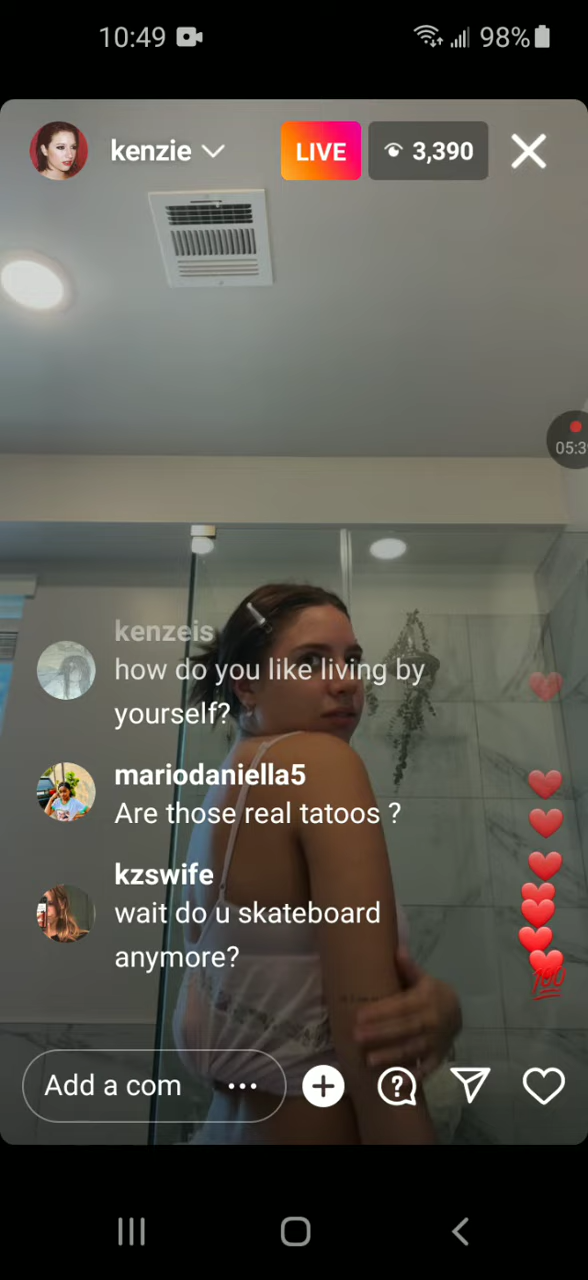 10:49
98%
kenzie
LIVE
3,390
05:3
kenzeis
how do you like living by
yourself?
mariodaniella5
Are those real tatoos ?
kzswife
wait do u skateboard
anymore?
100
Add a com